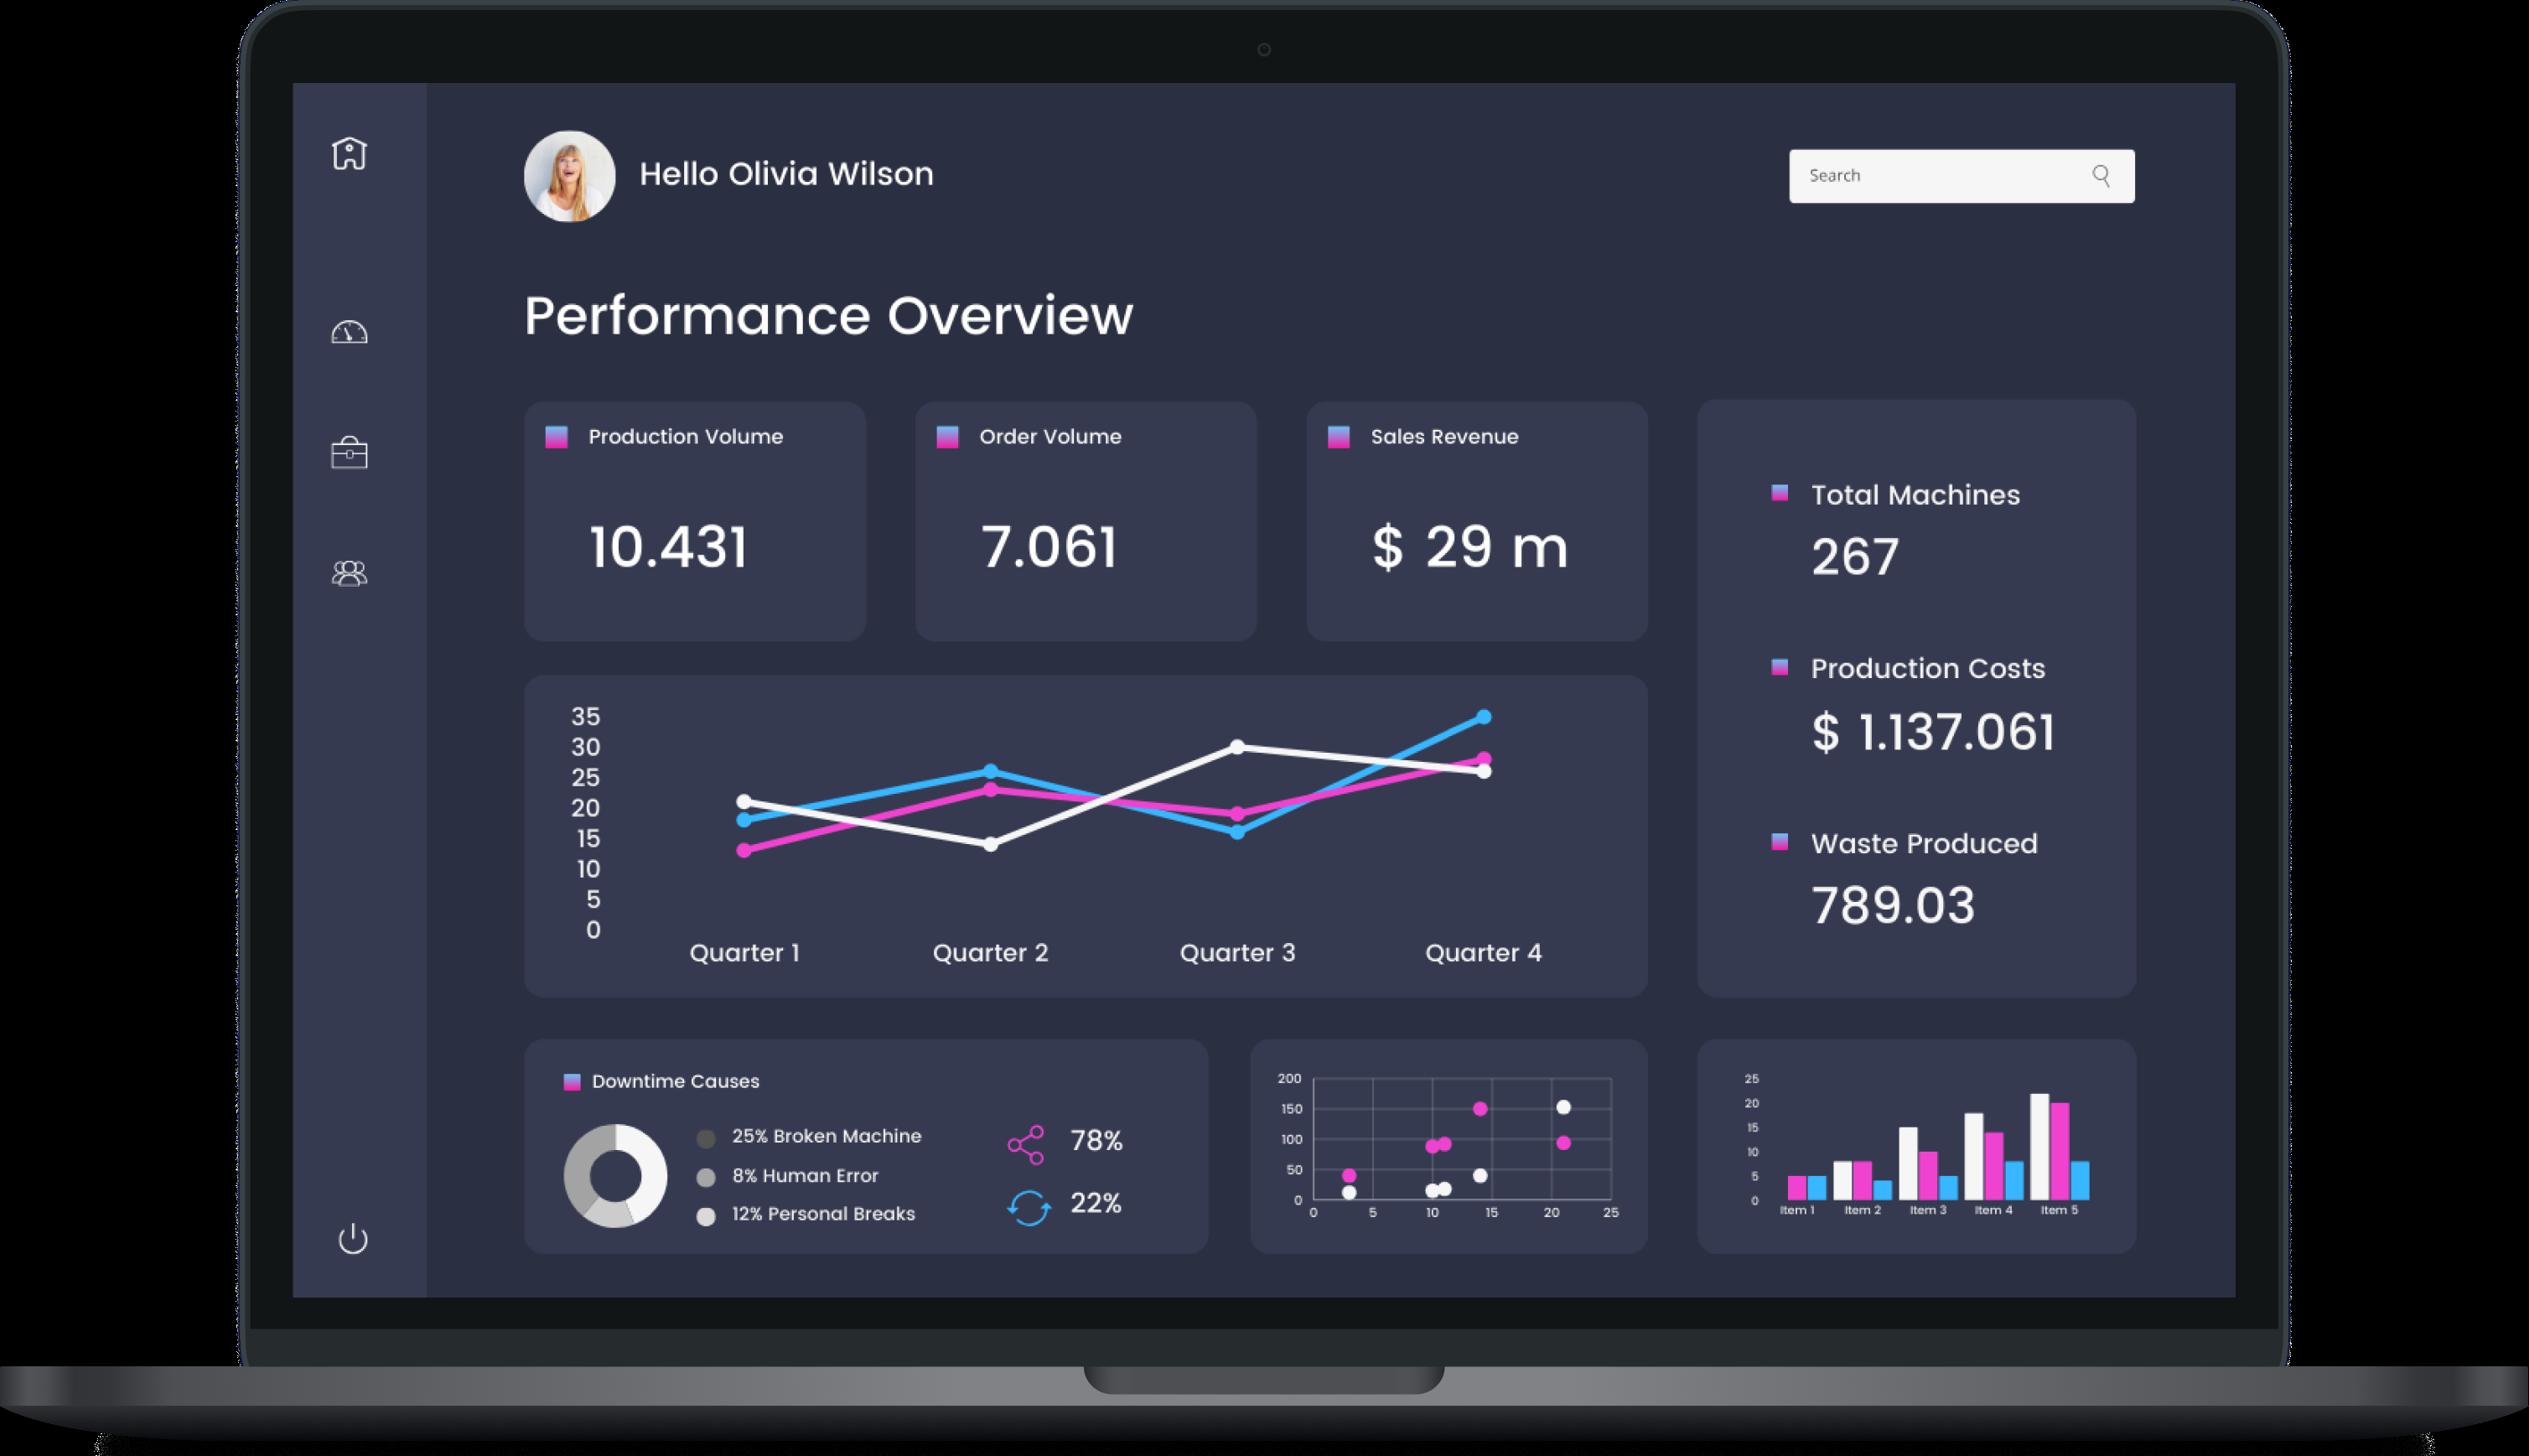 Hello Olivia Wilson
Search
Performance Overview
Production Volume
10.431
Order Volume
7.061
Sales Revenue
$ 29 m
Total Machines
267
Production Costs
$ 1.137.061
Waste Produced
789.03
35
30
25
20
15
10
5
0
Quarter 1 Quarter 2 Quarter 3 Quarter 4
Downtime Causes
25% Broken Machine
8% Human Error
12% Personal Breaks
78%
22%
200
150
100
50
0
0 5 10 15 20 25
25
20
15
10
5
0
Item 1 Item 2 Item 3 Item 4 Item 5